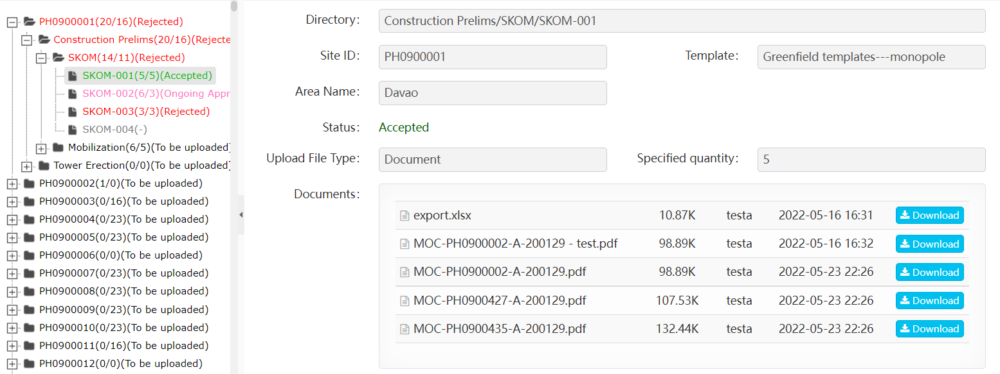 PH0900001(20/16)(Rejected)
Construction Prelims(20/16)(Rejecte
SKOM(14/11)(Rejected)
SKOM-001(5/5)(Accepted)
SKOM-002(6/3)(Ongoing Appr
SKOM-003(3/3)(Rejected)
SKOM-004(-)
Mobilization(6/5)(To be uploaded)
Tower Erection(0/0)(To be uploaded)
PH0900002(1/0)(To be uploaded)
PH0900003(0/16)(To be uploaded)
PH0900004(0/23)(To be uploaded)
PH0900005(0/23)(To be uploaded)
PH0900006(0/0)(To be uploaded)
PH0900007(0/23)(To be uploaded)
PH0900008(0/23)(To be uploaded)
PH0900009(0/23)(To be uploaded)
PH0900010(0/23)(To be uploaded)
PH0900011(0/16)(To be uploaded)
PH0900012(0/0)(To be uploaded)
Directory: Construction Prelims/SKOM/SKOM-001
Site ID: PH0900001 Template: Greenfield templates---monopole
Area Name: Davao
Status: Accepted
Upload File Type: Document Specified quantity: 5
Documents:
export.xlsx 10.87K testa 2022-05-16 16:31 Download
MOC-PH0900002-A-200129 - test.pdf 98.89K testa 2022-05-16 16:32 Download
MOC-PH0900002-A-200129.pdf 98.89K testa 2022-05-23 22:26 Download
MOC-PH0900427-A-200129.pdf 107.53K testa 2022-05-23 22:26 Download
MOC-PH0900435-A-200129.pdf 132.44K testa 2022-05-23 22:26 Download